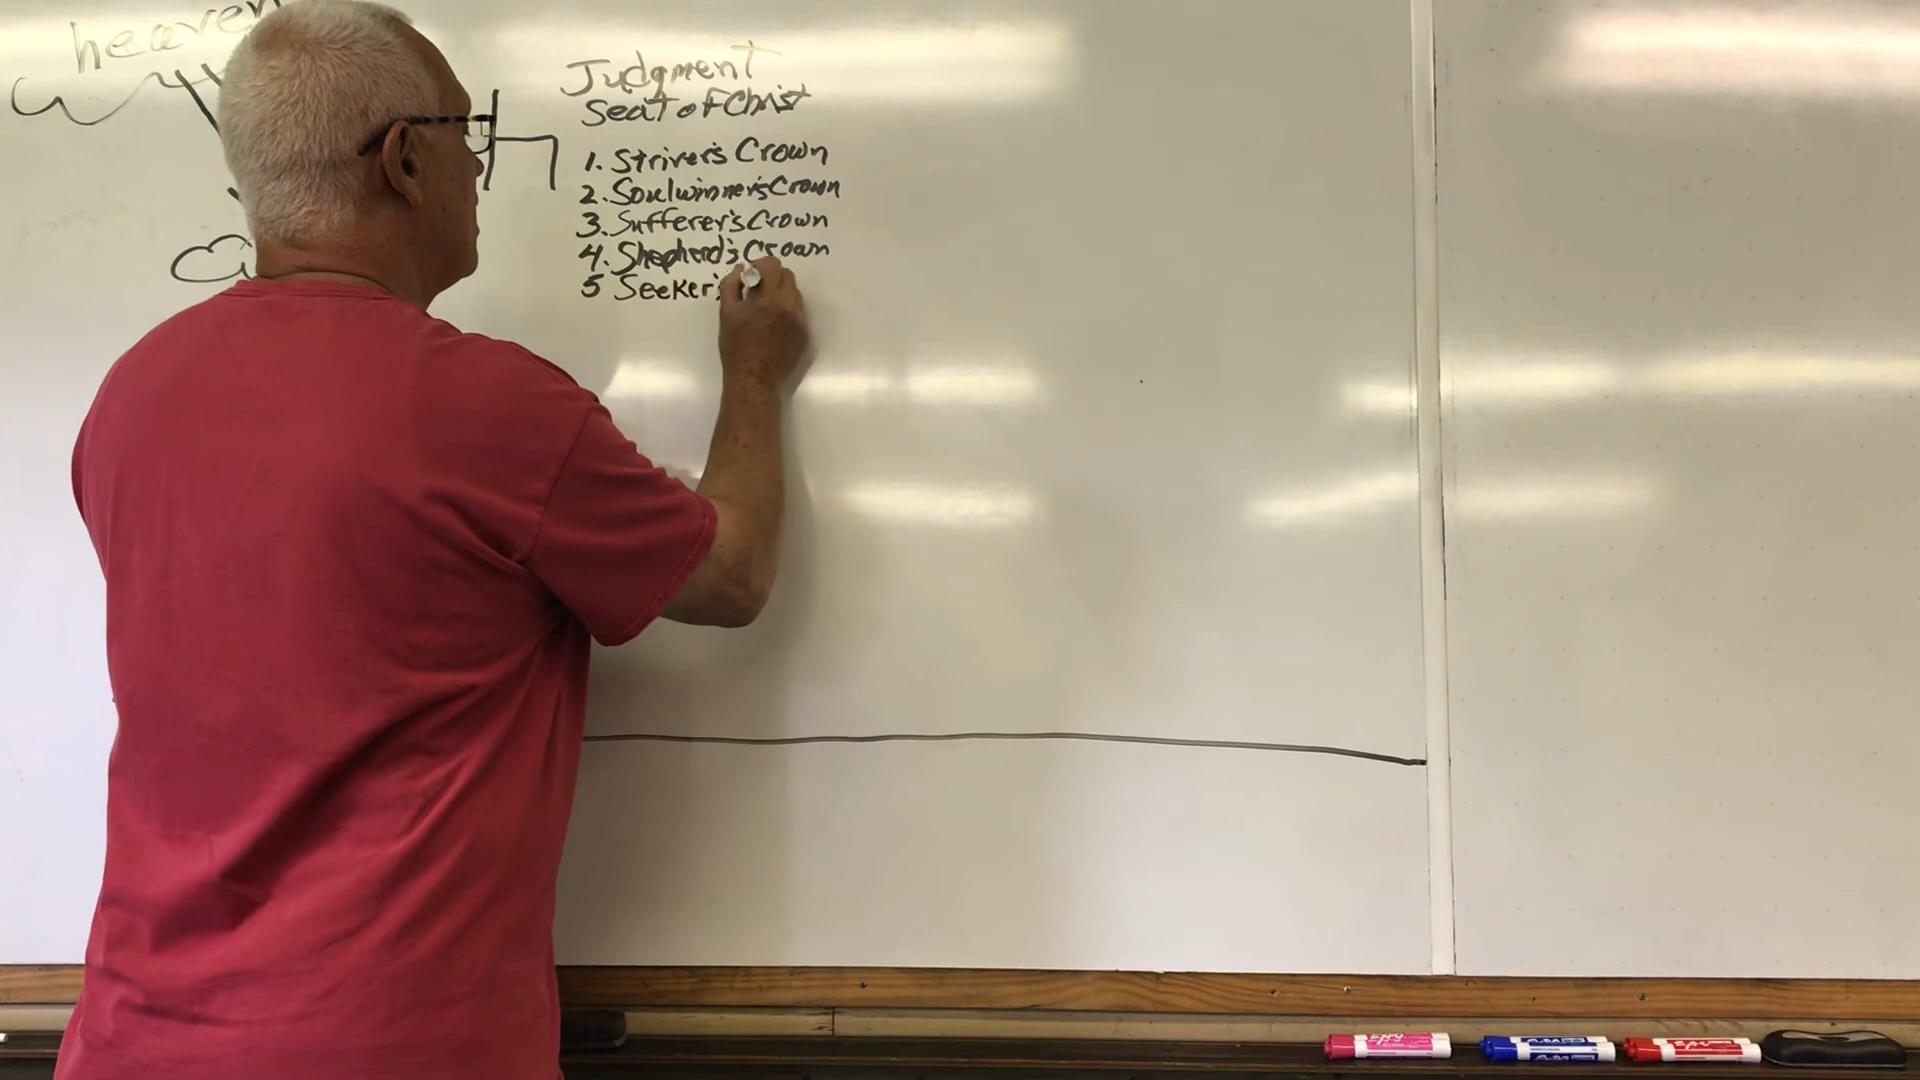 heaven
Judgment
Seat of Christ
1. Striver's Crown
2. Soulwinner's Crown
3. Sufferer's Crown
4. Shepherd's Crown
5 Seeker's